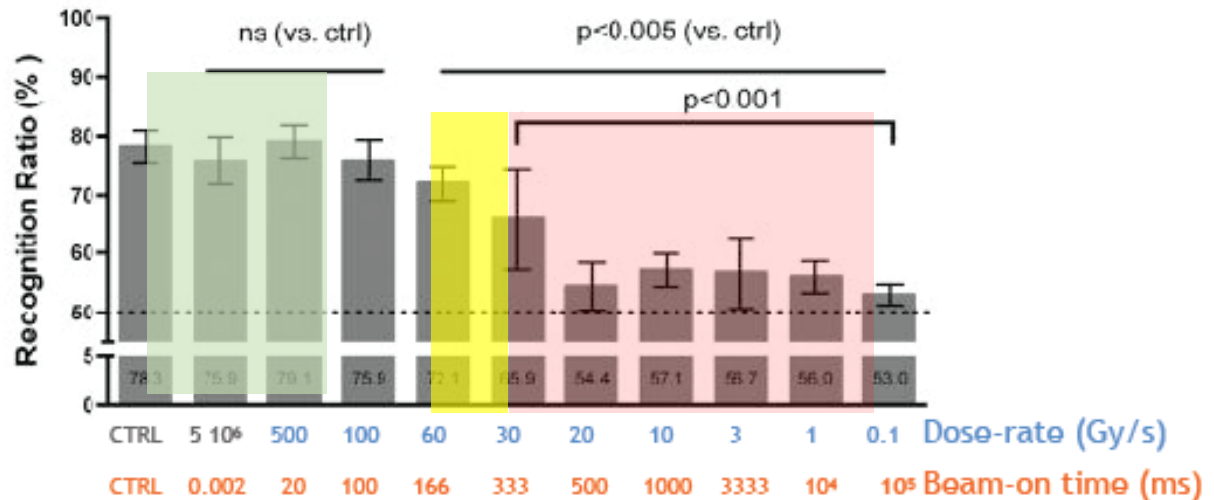 100
ns (vs. ctrl)
p<0.005 (vs. ctrl)
90
p<0 001
80
70
60
60
5
0
Recognition Ratio (%)
78.3 75.9 79.1 75.9 72.1 65.9 54.4 57.1 56.7 56.0 53.0
CTRL 5 10⁶ 500 100 60 30 20 10 3 1 0.1 Dose-rate (Gy/s)
CTRL 0.002 20 100 166 333 500 1000 3333 10⁴ 10⁵ Beam-on time (ms)